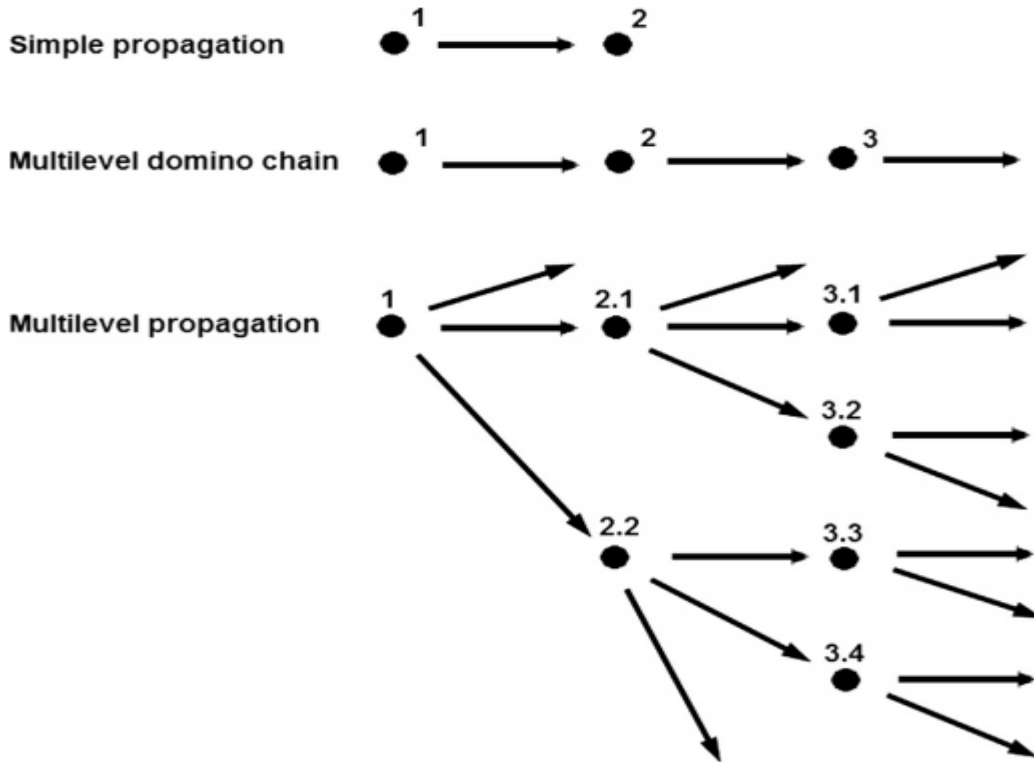 Simple propagation 1 2
Multilevel domino chain 1 2 3
Multilevel propagation 1 2.1 3.1
3.2
2.2 3.3
3.4